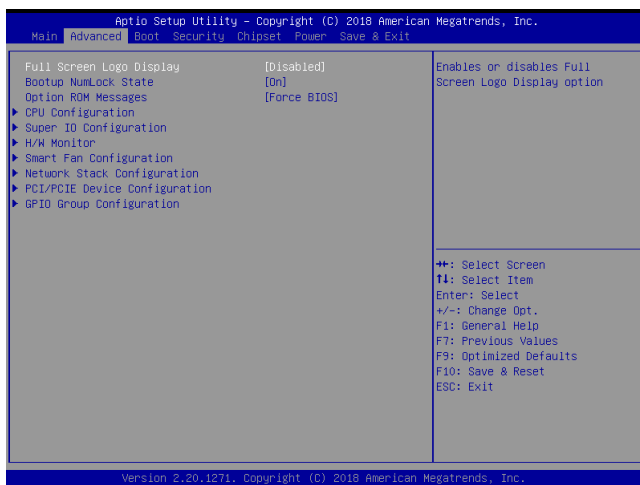 Aptio Setup Utility – Copyright (C) 2018 American Megatrends, Inc.
Main Advanced Boot Security Chipset Power Save & Exit
Full Screen Logo Display [Disabled]
Bootup NumLock State [On]
Option ROM Messages [Force BIOS]
▶ CPU Configuration
▶ Super IO Configuration
▶ H/W Monitor
▶ Smart Fan Configuration
▶ Network Stack Configuration
▶ PCI/PCIE Device Configuration
▶ GPIO Group Configuration
Enables or disables Full
Screen Logo Display option
→←: Select Screen
↑↓: Select Item
Enter: Select
+/-: Change Opt.
F1: General Help
F7: Previous Values
F9: Optimized Defaults
F10: Save & Reset
ESC: Exit
Version 2.20.1271. Copyright (C) 2018 American Megatrends, Inc.